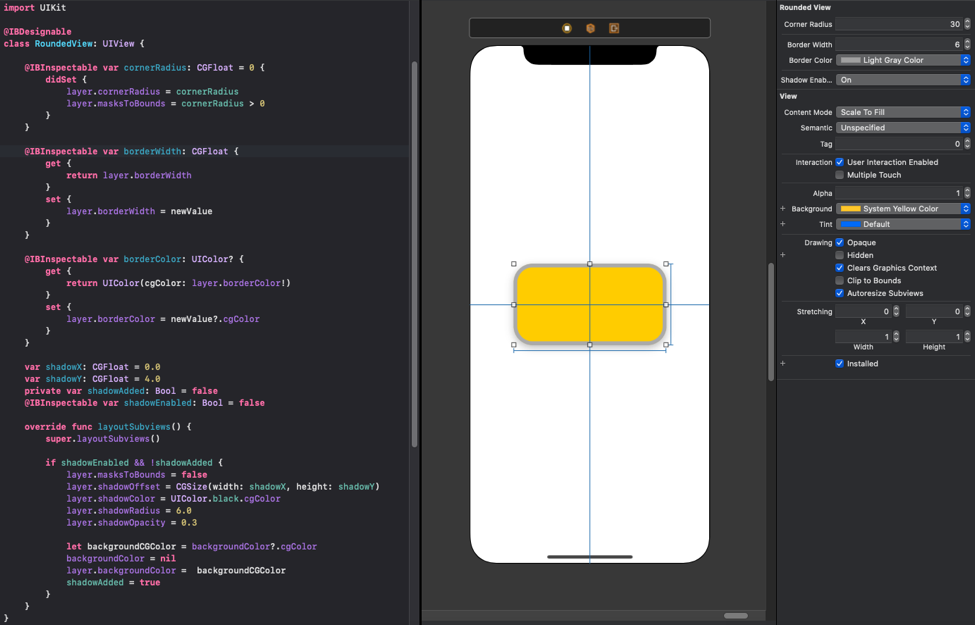 import UIKit
@IBDesignable
class RoundedView: UIView {
@IBInspectable var cornerRadius: CGFloat = 0 {
didSet {
layer.cornerRadius = cornerRadius
layer.masksToBounds = cornerRadius > 0
}
}
@IBInspectable var borderWidth: CGFloat {
get {
return layer.borderWidth
}
set {
layer.borderWidth = newValue
}
}
@IBInspectable var borderColor: UIColor? {
get {
return UIColor(cgColor: layer.borderColor!)
}
set {
layer.borderColor = newValue?.cgColor
}
}
var shadowX: CGFloat = 0.0
var shadowY: CGFloat = 4.0
private var shadowAdded: Bool = false
@IBInspectable var shadowEnabled: Bool = false
override func layoutSubviews() {
super.layoutSubviews()
if shadowEnabled && !shadowAdded {
layer.masksToBounds = false
layer.shadowOffset = CGSize(width: shadowX, height: shadowY)
layer.shadowColor = UIColor.black.cgColor
layer.shadowRadius = 6.0
layer.shadowOpacity = 0.3
let backgroundCGColor = backgroundColor?.cgColor
backgroundColor = nil
layer.backgroundColor =  backgroundCGColor
shadowAdded = true
}
}
}
Rounded View
Corner Radius 30
Border Width 6
Border Color Light Gray Color
Shadow Enab... On
View
Content Mode Scale To Fill
Semantic Unspecified
Tag 0
Interaction User Interaction Enabled
Multiple Touch
Alpha 1
+ Background System Yellow Color
+ Tint Default
Drawing Opaque
+ Hidden
Clears Graphics Context
Clip to Bounds
Autoresize Subviews
Stretching 0 0
X Y
1 1
Width Height
+ Installed